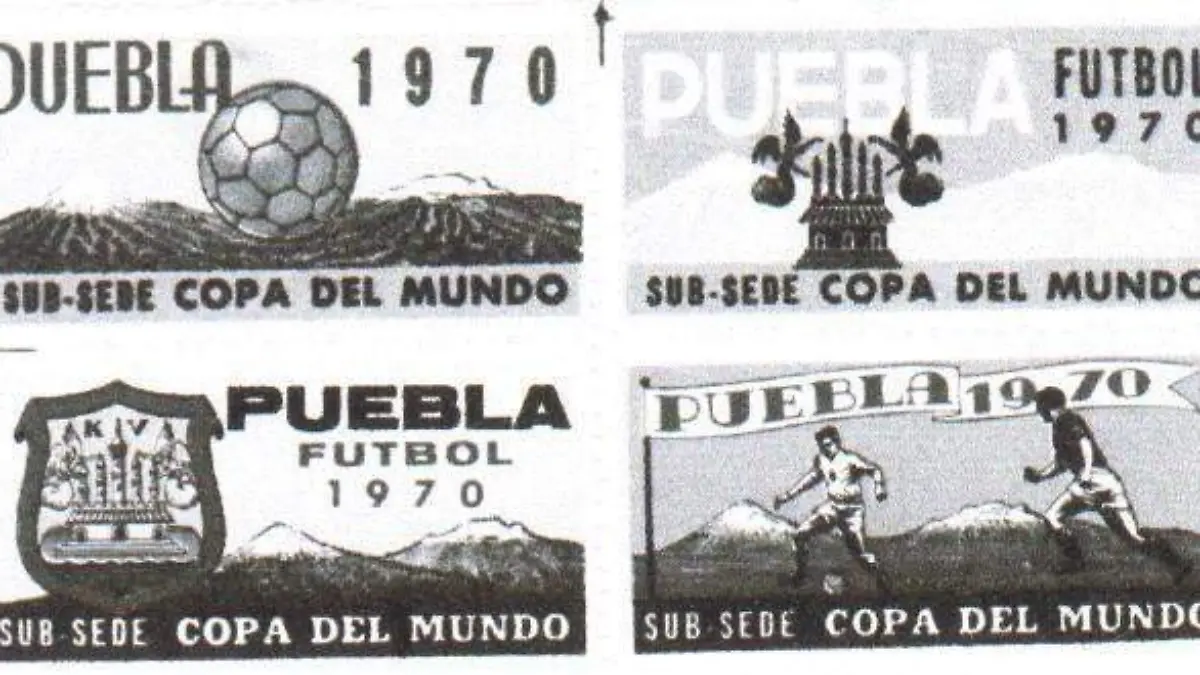 PUEBLA 1970
SUB-SEDE COPA DEL MUNDO
PUEBLA FUTBOL
1970
SUB-SEDE COPA DEL MUNDO
K V
PUEBLA
FUTBOL
1970
SUB-SEDE COPA DEL MUNDO
PUEBLA 1970
SUB-SEDE COPA DEL MUNDO